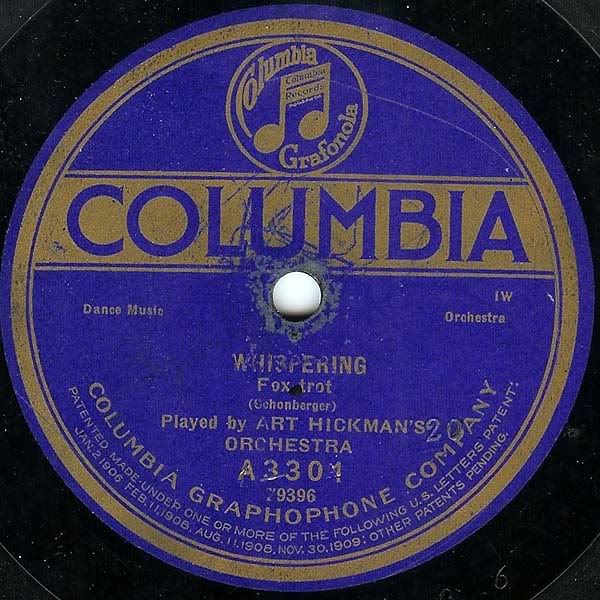 Columbia
Columbia
Records
Grafonola
COLUMBIA
Dance Music
IW
Orchestra
WHISPERING
Fox trot
(Schonberger)
Played by ART HICKMAN'S
ORCHESTRA
20
A3301
79396
COLUMBIA GRAPHOPHONE COMPANY
PATENTED, MADE UNDER ONE OR MORE OF THE FOLLOWING U.S. LETTERS PATENT:
JAN. 2 1906, FEB. 11, 1908, AUG. 11, 1908, NOV. 30, 1909; OTHER PATENTS PENDING.
6